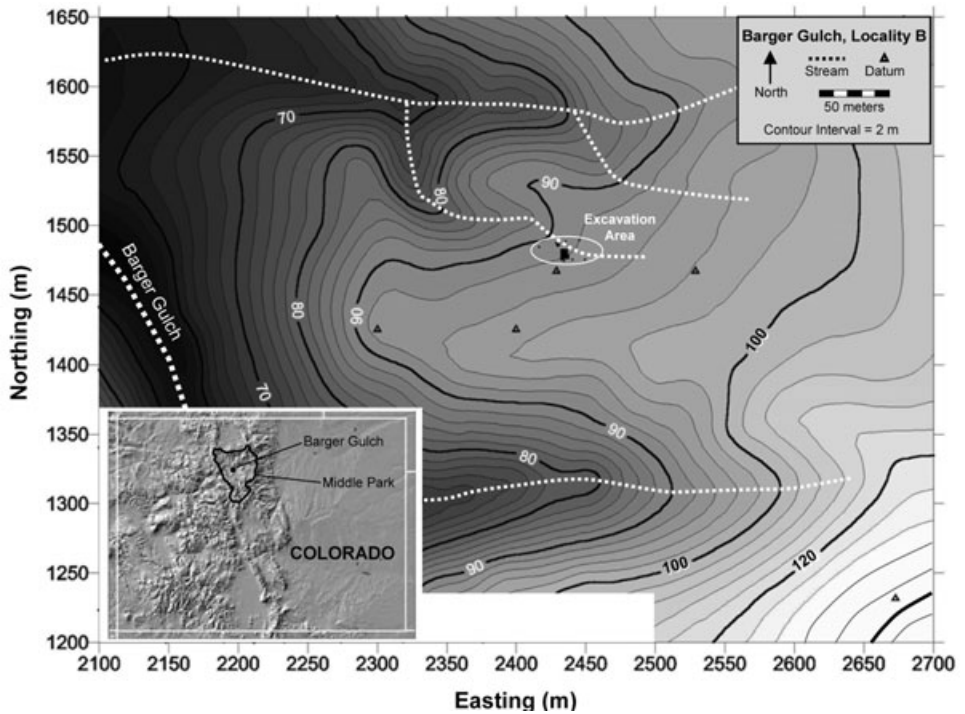 1650
1600
1550
1500
1450
1400
1350
1300
1250
1200
Northing (m)
Barger Gulch, Locality B
North
Stream
Datum
50 meters
Contour Interval = 2 m
70
80
90
90
80
70
Excavation
Area
Barger Gulch
100
90
80
90
100
120
Barger Gulch
Middle Park
COLORADO
2100 2150 2200 2250 2300 2350 2400 2450 2500 2550 2600 2650 2700
Easting (m)